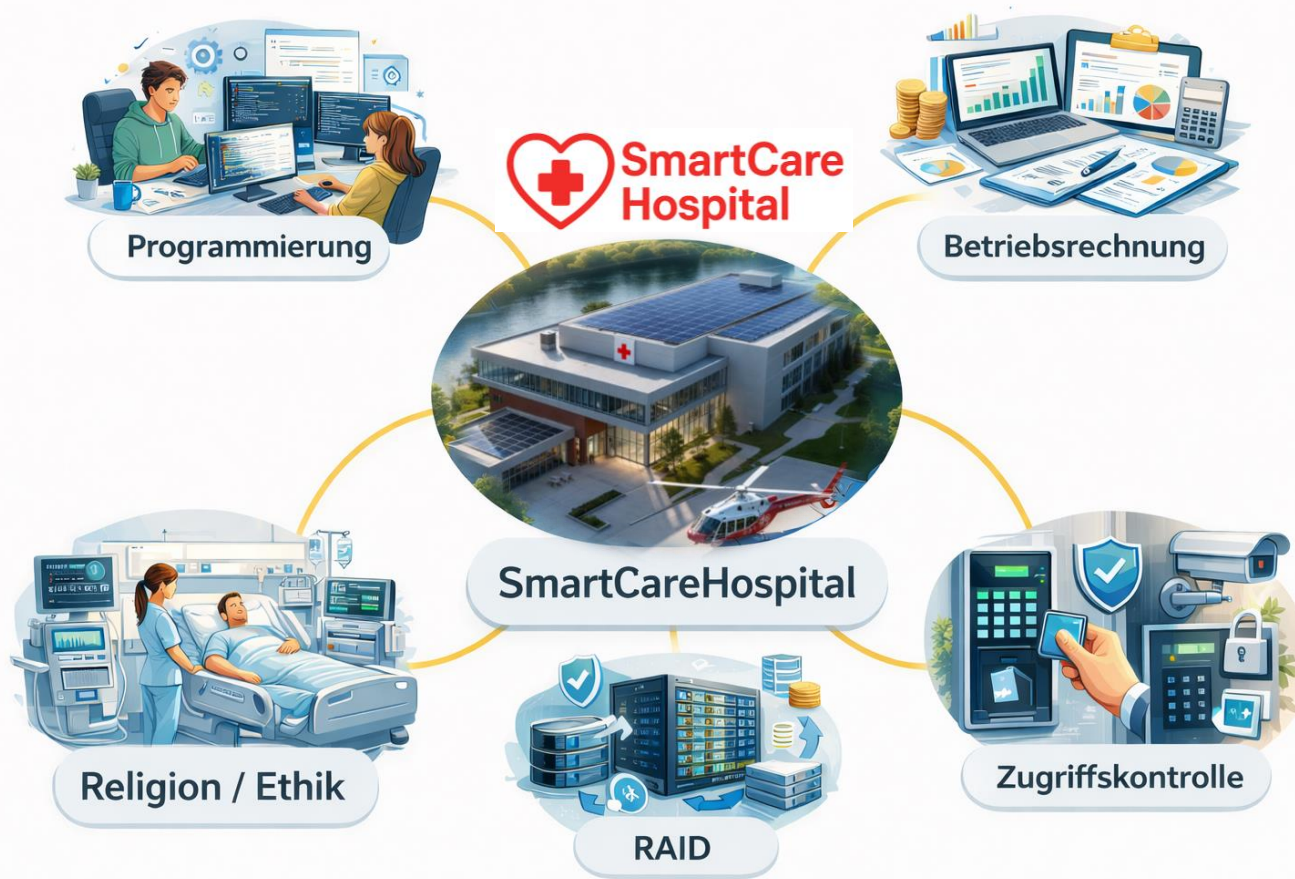 SmartCare
Hospital
Programmierung
Betriebsrechnung
SmartCareHospital
Religion / Ethik
Zugriffskontrolle
RAID